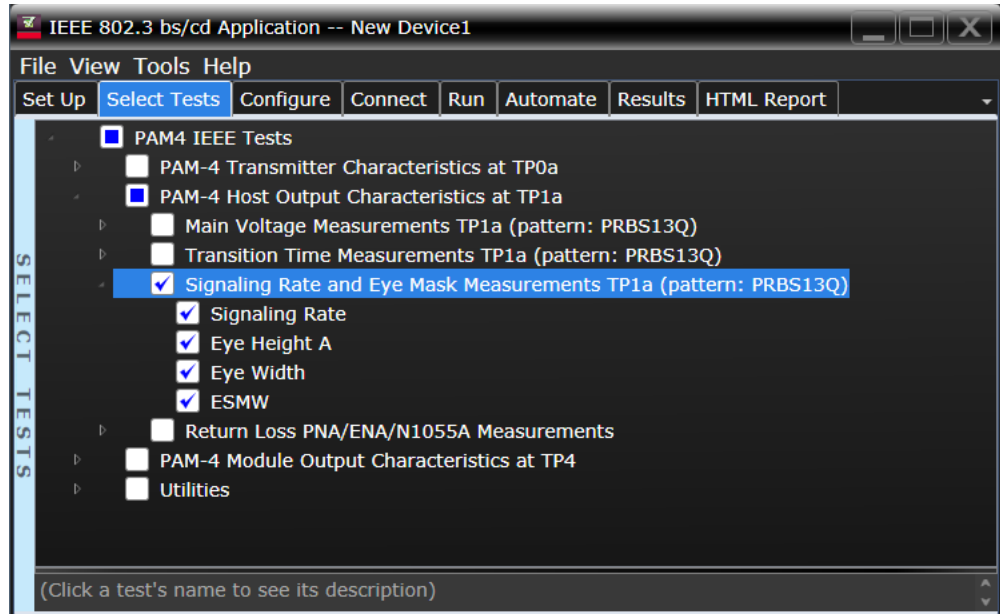 IEEE 802.3 bs/cd Application -- New Device1
File View Tools Help
Set Up Select Tests Configure Connect Run Automate Results HTML Report
SELECT TESTS
PAM4 IEEE Tests
PAM-4 Transmitter Characteristics at TP0a
PAM-4 Host Output Characteristics at TP1a
Main Voltage Measurements TP1a (pattern: PRBS13Q)
Transition Time Measurements TP1a (pattern: PRBS13Q)
Signaling Rate and Eye Mask Measurements TP1a (pattern: PRBS13Q)
Signaling Rate
Eye Height A
Eye Width
ESMW
Return Loss PNA/ENA/N1055A Measurements
PAM-4 Module Output Characteristics at TP4
Utilities
(Click a test's name to see its description)